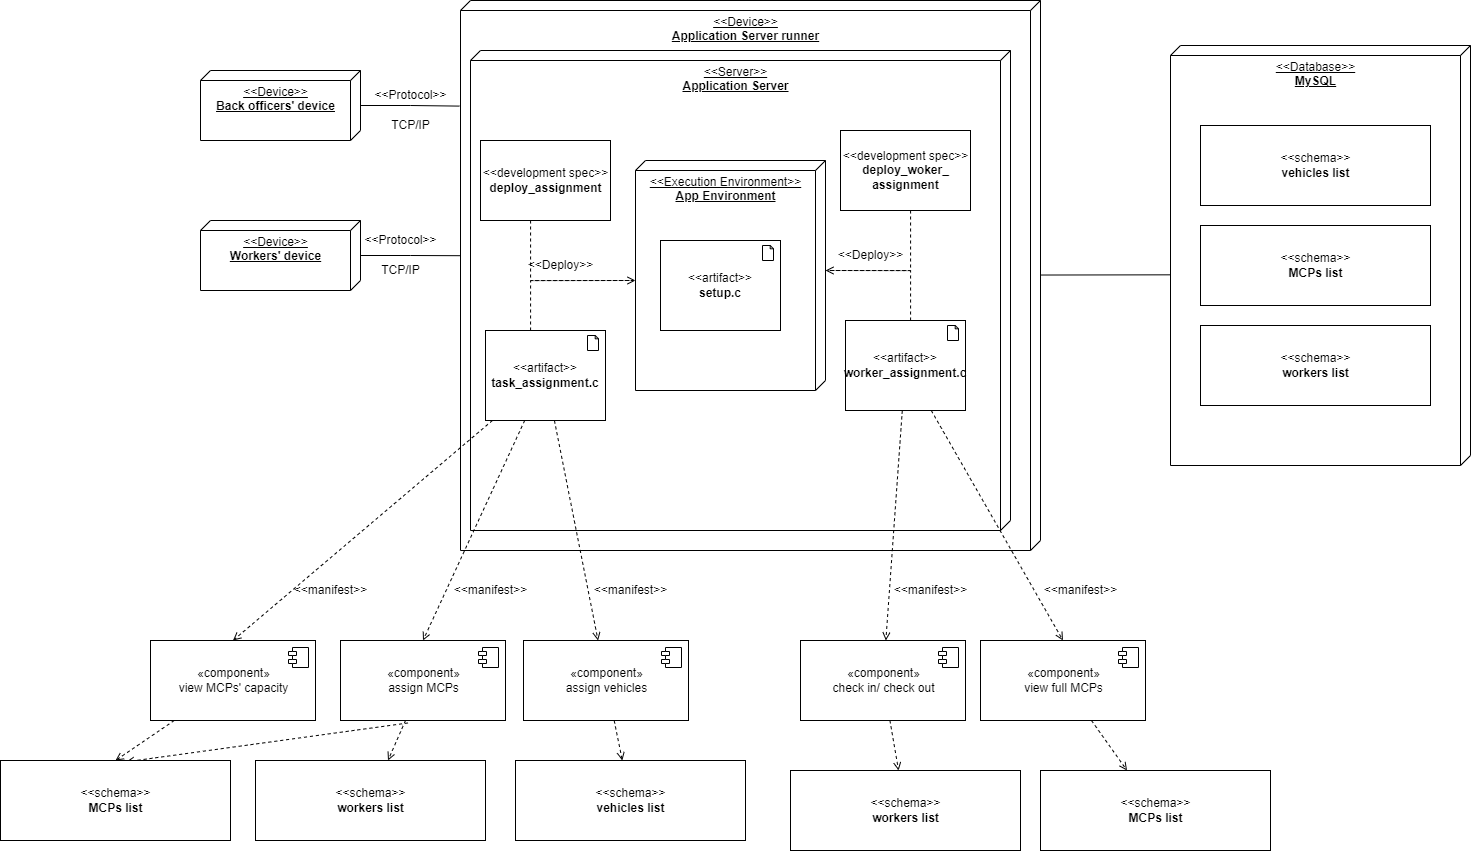 <<Device>>
Application Server runner
<<Server>>
Application Server
<<Device>>
Back officers' device
<<Protocol>>
TCP/IP
<<Device>>
Workers' device
<<Protocol>>
TCP/IP
<<development spec>>
deploy_assignment
<<Execution Environment>>
App Environment
<<artifact>>
setup.c
<<development spec>>
deploy_woker_
assignment
<<Deploy>>
<<Deploy>>
<<artifact>>
task_assignment.c
<<artifact>>
worker_assignment.c
<<Database>>
MySQL
<<schema>>
vehicles list
<<schema>>
MCPs list
<<schema>>
workers list
<<manifest>>
<<manifest>>
<<manifest>>
<<manifest>>
<<manifest>>
«component»
view MCPs' capacity
«component»
assign MCPs
«component»
assign vehicles
«component»
check in/ check out
«component»
view full MCPs
<<schema>>
MCPs list
<<schema>>
workers list
<<schema>>
vehicles list
<<schema>>
workers list
<<schema>>
MCPs list